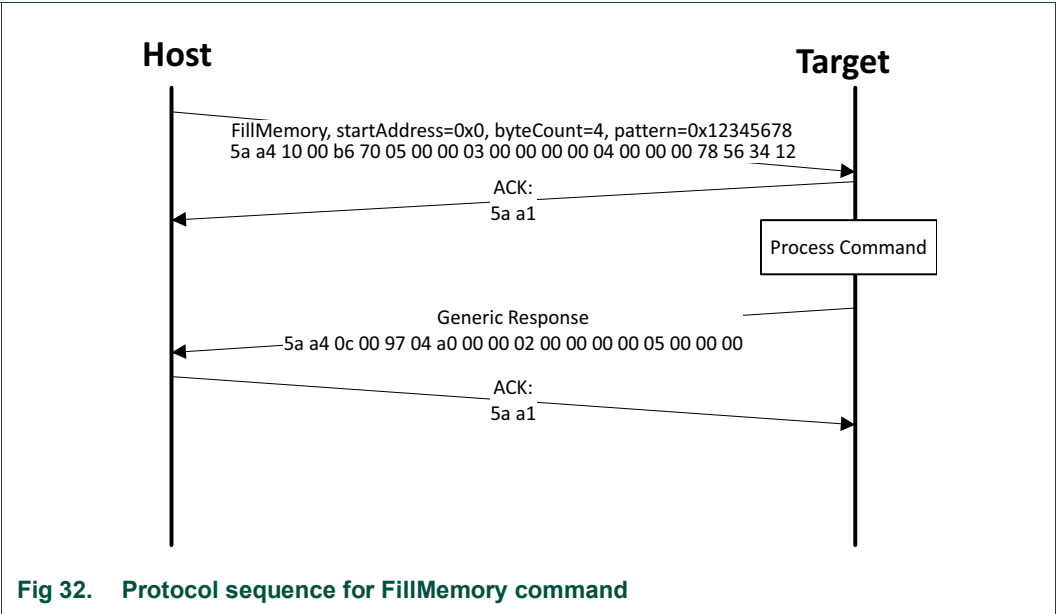 Host
Target
FillMemory, startAddress=0x0, byteCount=4, pattern=0x12345678
5a a4 10 00 b6 70 05 00 00 03 00 00 00 00 04 00 00 00 78 56 34 12
ACK:
5a a1
Process Command
Generic Response
5a a4 0c 00 97 04 a0 00 00 02 00 00 00 00 05 00 00 00
ACK:
5a a1
Fig 32. Protocol sequence for FillMemory command